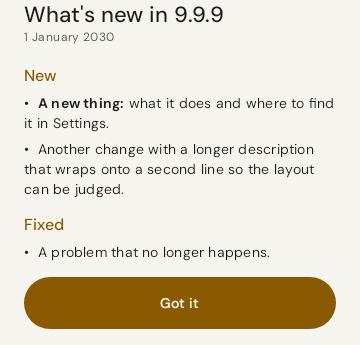 What's new in 9.9.9
1 January 2030
New
• A new thing: what it does and where to find
it in Settings.
• Another change with a longer description
that wraps onto a second line so the layout
can be judged.
Fixed
• A problem that no longer happens.
Got it